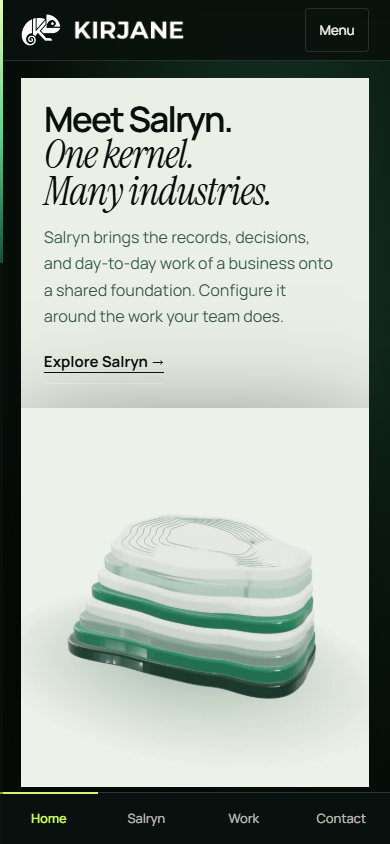 KIRJANE
Menu
Meet Salryn.
One kernel.
Many industries.
Salryn brings the records, decisions,
and day-to-day work of a business onto
a shared foundation. Configure it
around the work your team does.
Explore Salryn →
Home
Salryn
Work
Contact